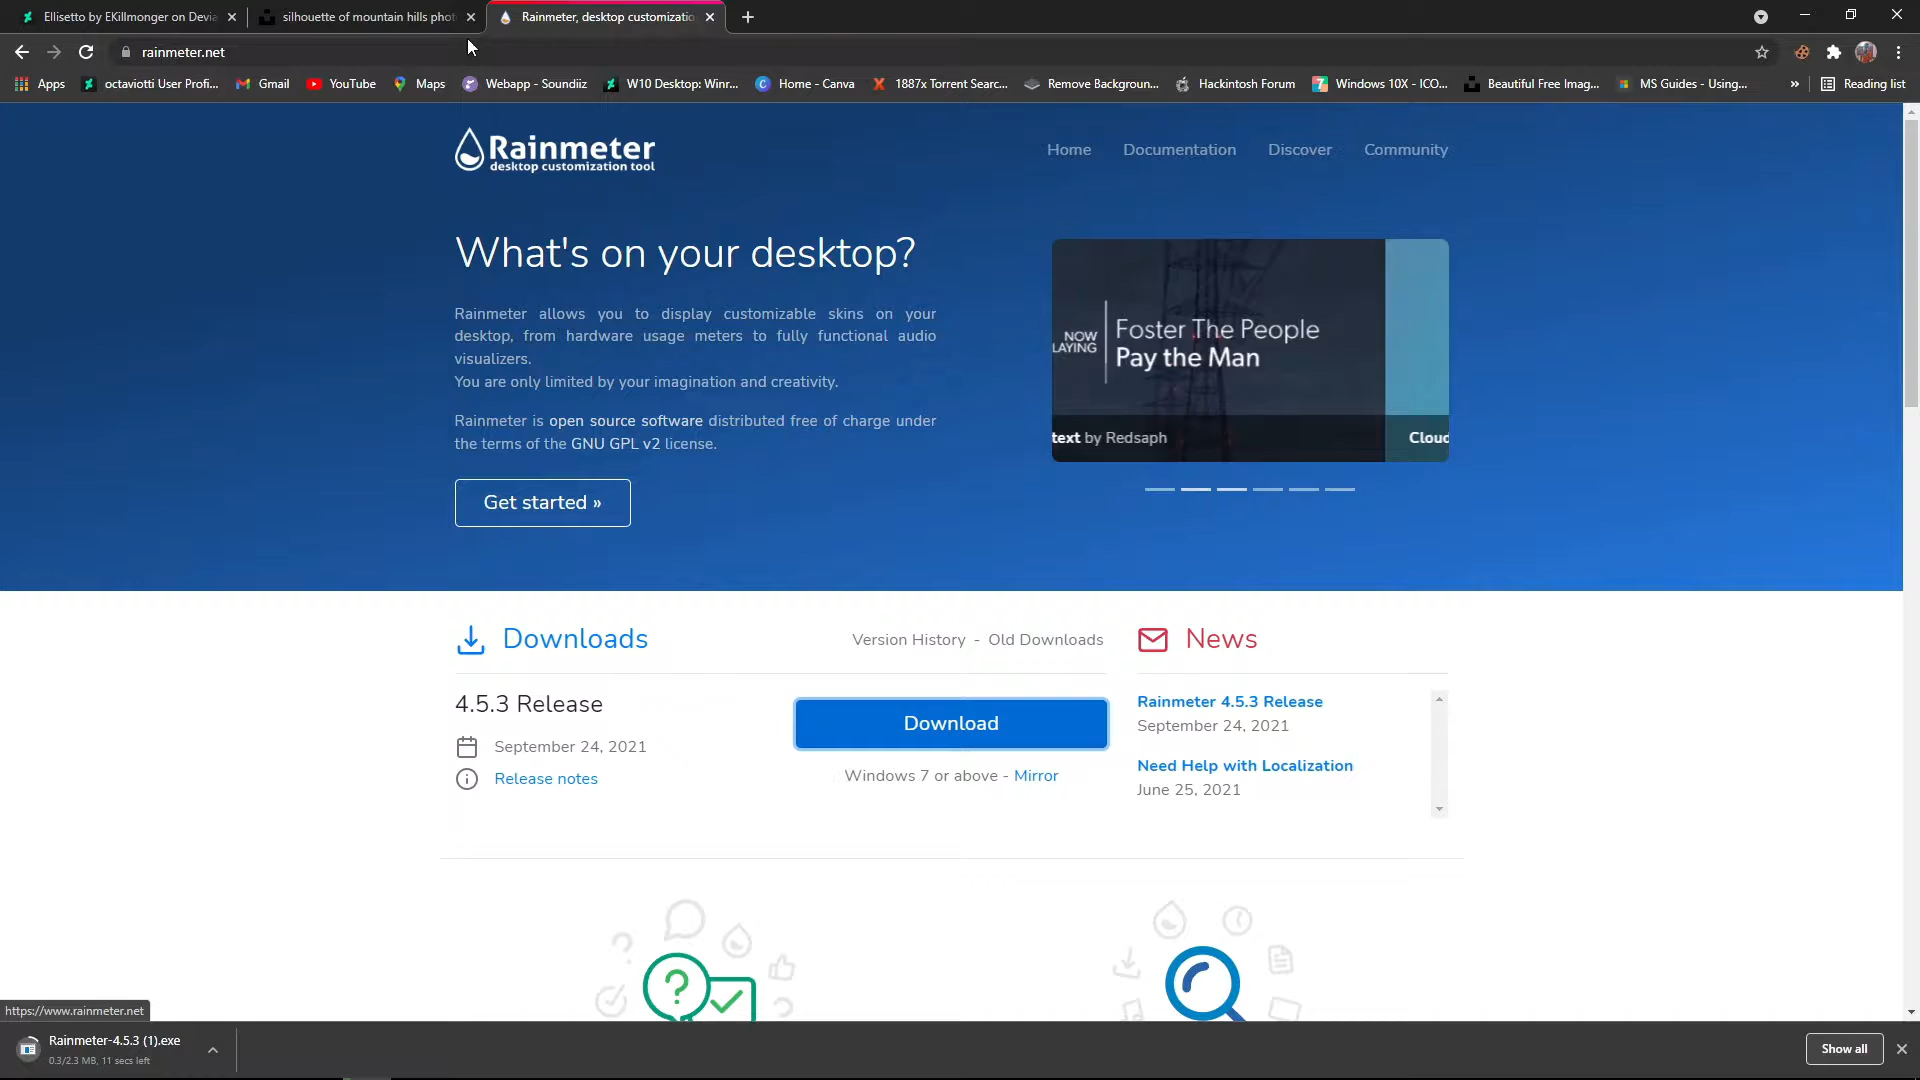 Ellisetto by EKillmonger on Devia
silhouette of mountain hills phot
Rainmeter, desktop customizatio
rainmeter.net
Apps
octaviotti User Profi...
Gmail
YouTube
Maps
Webapp - Soundiiz
W10 Desktop: Winr...
Home - Canva
1887x Torrent Searc...
Remove Backgroun...
Hackintosh Forum
Windows 10X - ICO...
Beautiful Free Imag...
MS Guides - Using...
»
Reading list
Rainmeter
desktop customization tool
Home
Documentation
Discover
Community
What's on your desktop?
Rainmeter allows you to display customizable skins on your
desktop, from hardware usage meters to fully functional audio
visualizers.
You are only limited by your imagination and creativity.
Rainmeter is open source software distributed free of charge under
the terms of the GNU GPL v2 license.
Get started »
NOW
LAYING
Foster The People
Pay the Man
text by Redsaph
Cloud
Downloads
Version History - Old Downloads
News
4.5.3 Release
September 24, 2021
Release notes
Download
Windows 7 or above - Mirror
Rainmeter 4.5.3 Release
September 24, 2021
Need Help with Localization
June 25, 2021
https://www.rainmeter.net
Rainmeter-4.5.3 (1).exe
0.3/2.3 MB, 11 secs left
Show all